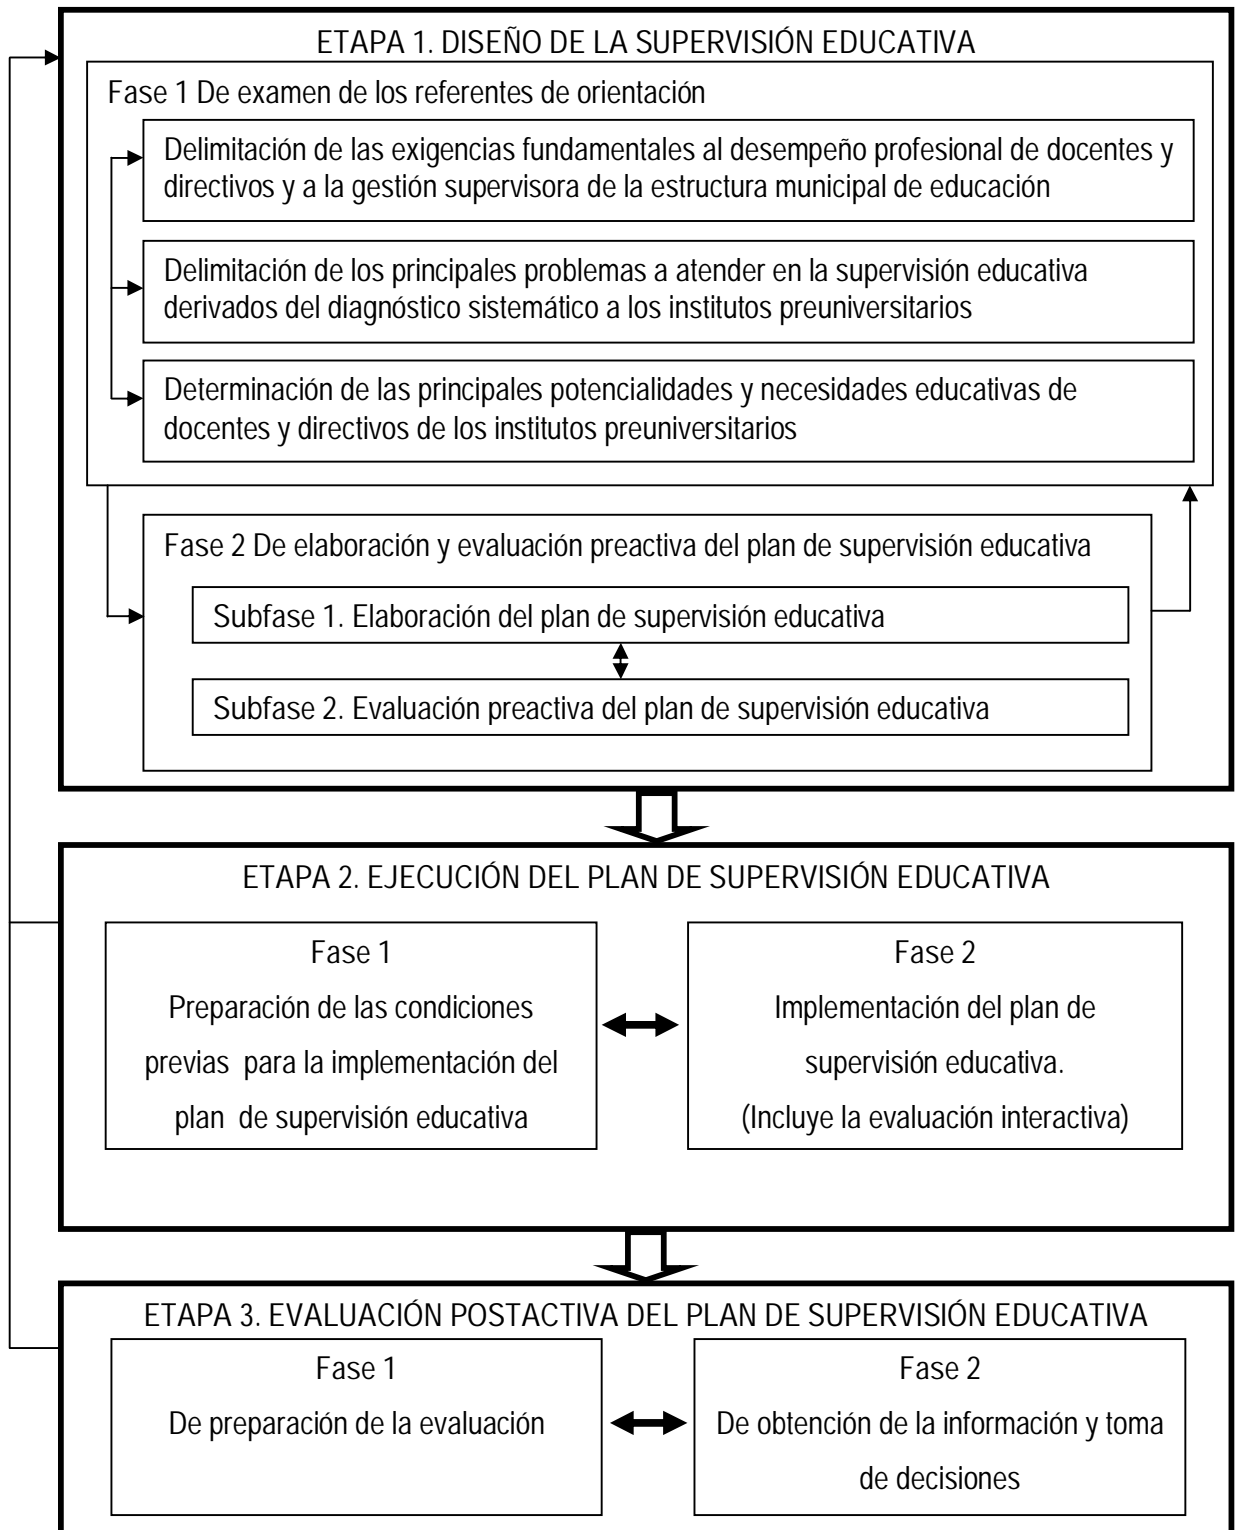 ETAPA 1. DISEÑO DE LA SUPERVISIÓN EDUCATIVA
Fase 1 De examen de los referentes de orientación
Delimitación de las exigencias fundamentales al desempeño profesional de docentes y
directivos y a la gestión supervisora de la estructura municipal de educación
Delimitación de los principales problemas a atender en la supervisión educativa
derivados del diagnóstico sistemático a los institutos preuniversitarios
Determinación de las principales potencialidades y necesidades educativas de
docentes y directivos de los institutos preuniversitarios
Fase 2 De elaboración y evaluación preactiva del plan de supervisión educativa
Subfase 1. Elaboración del plan de supervisión educativa
Subfase 2. Evaluación preactiva del plan de supervisión educativa
ETAPA 2. EJECUCIÓN DEL PLAN DE SUPERVISIÓN EDUCATIVA
Fase 1
Preparación de las condiciones
previas para la implementación del
plan de supervisión educativa
Fase 2
Implementación del plan de
supervisión educativa.
(Incluye la evaluación interactiva)
ETAPA 3. EVALUACIÓN POSTACTIVA DEL PLAN DE SUPERVISIÓN EDUCATIVA
Fase 1
De preparación de la evaluación
Fase 2
De obtención de la información y toma
de decisiones